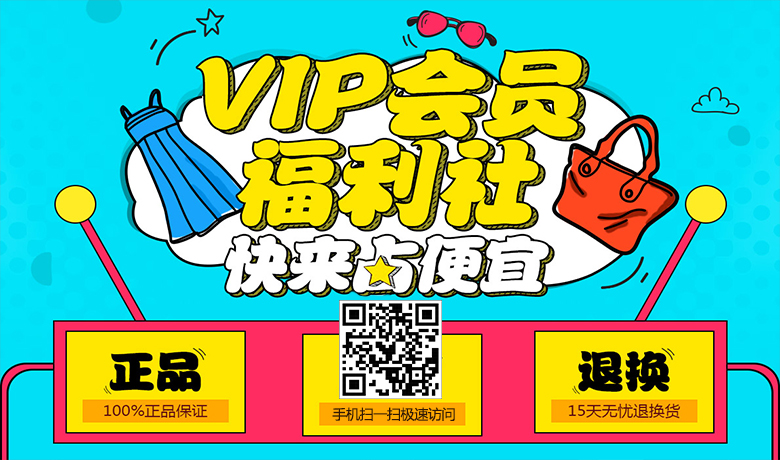 VIP会员
福利社
快来占便宜
正品
100%正品保证
手机扫一扫极速访问
退换
15天无忧退换货